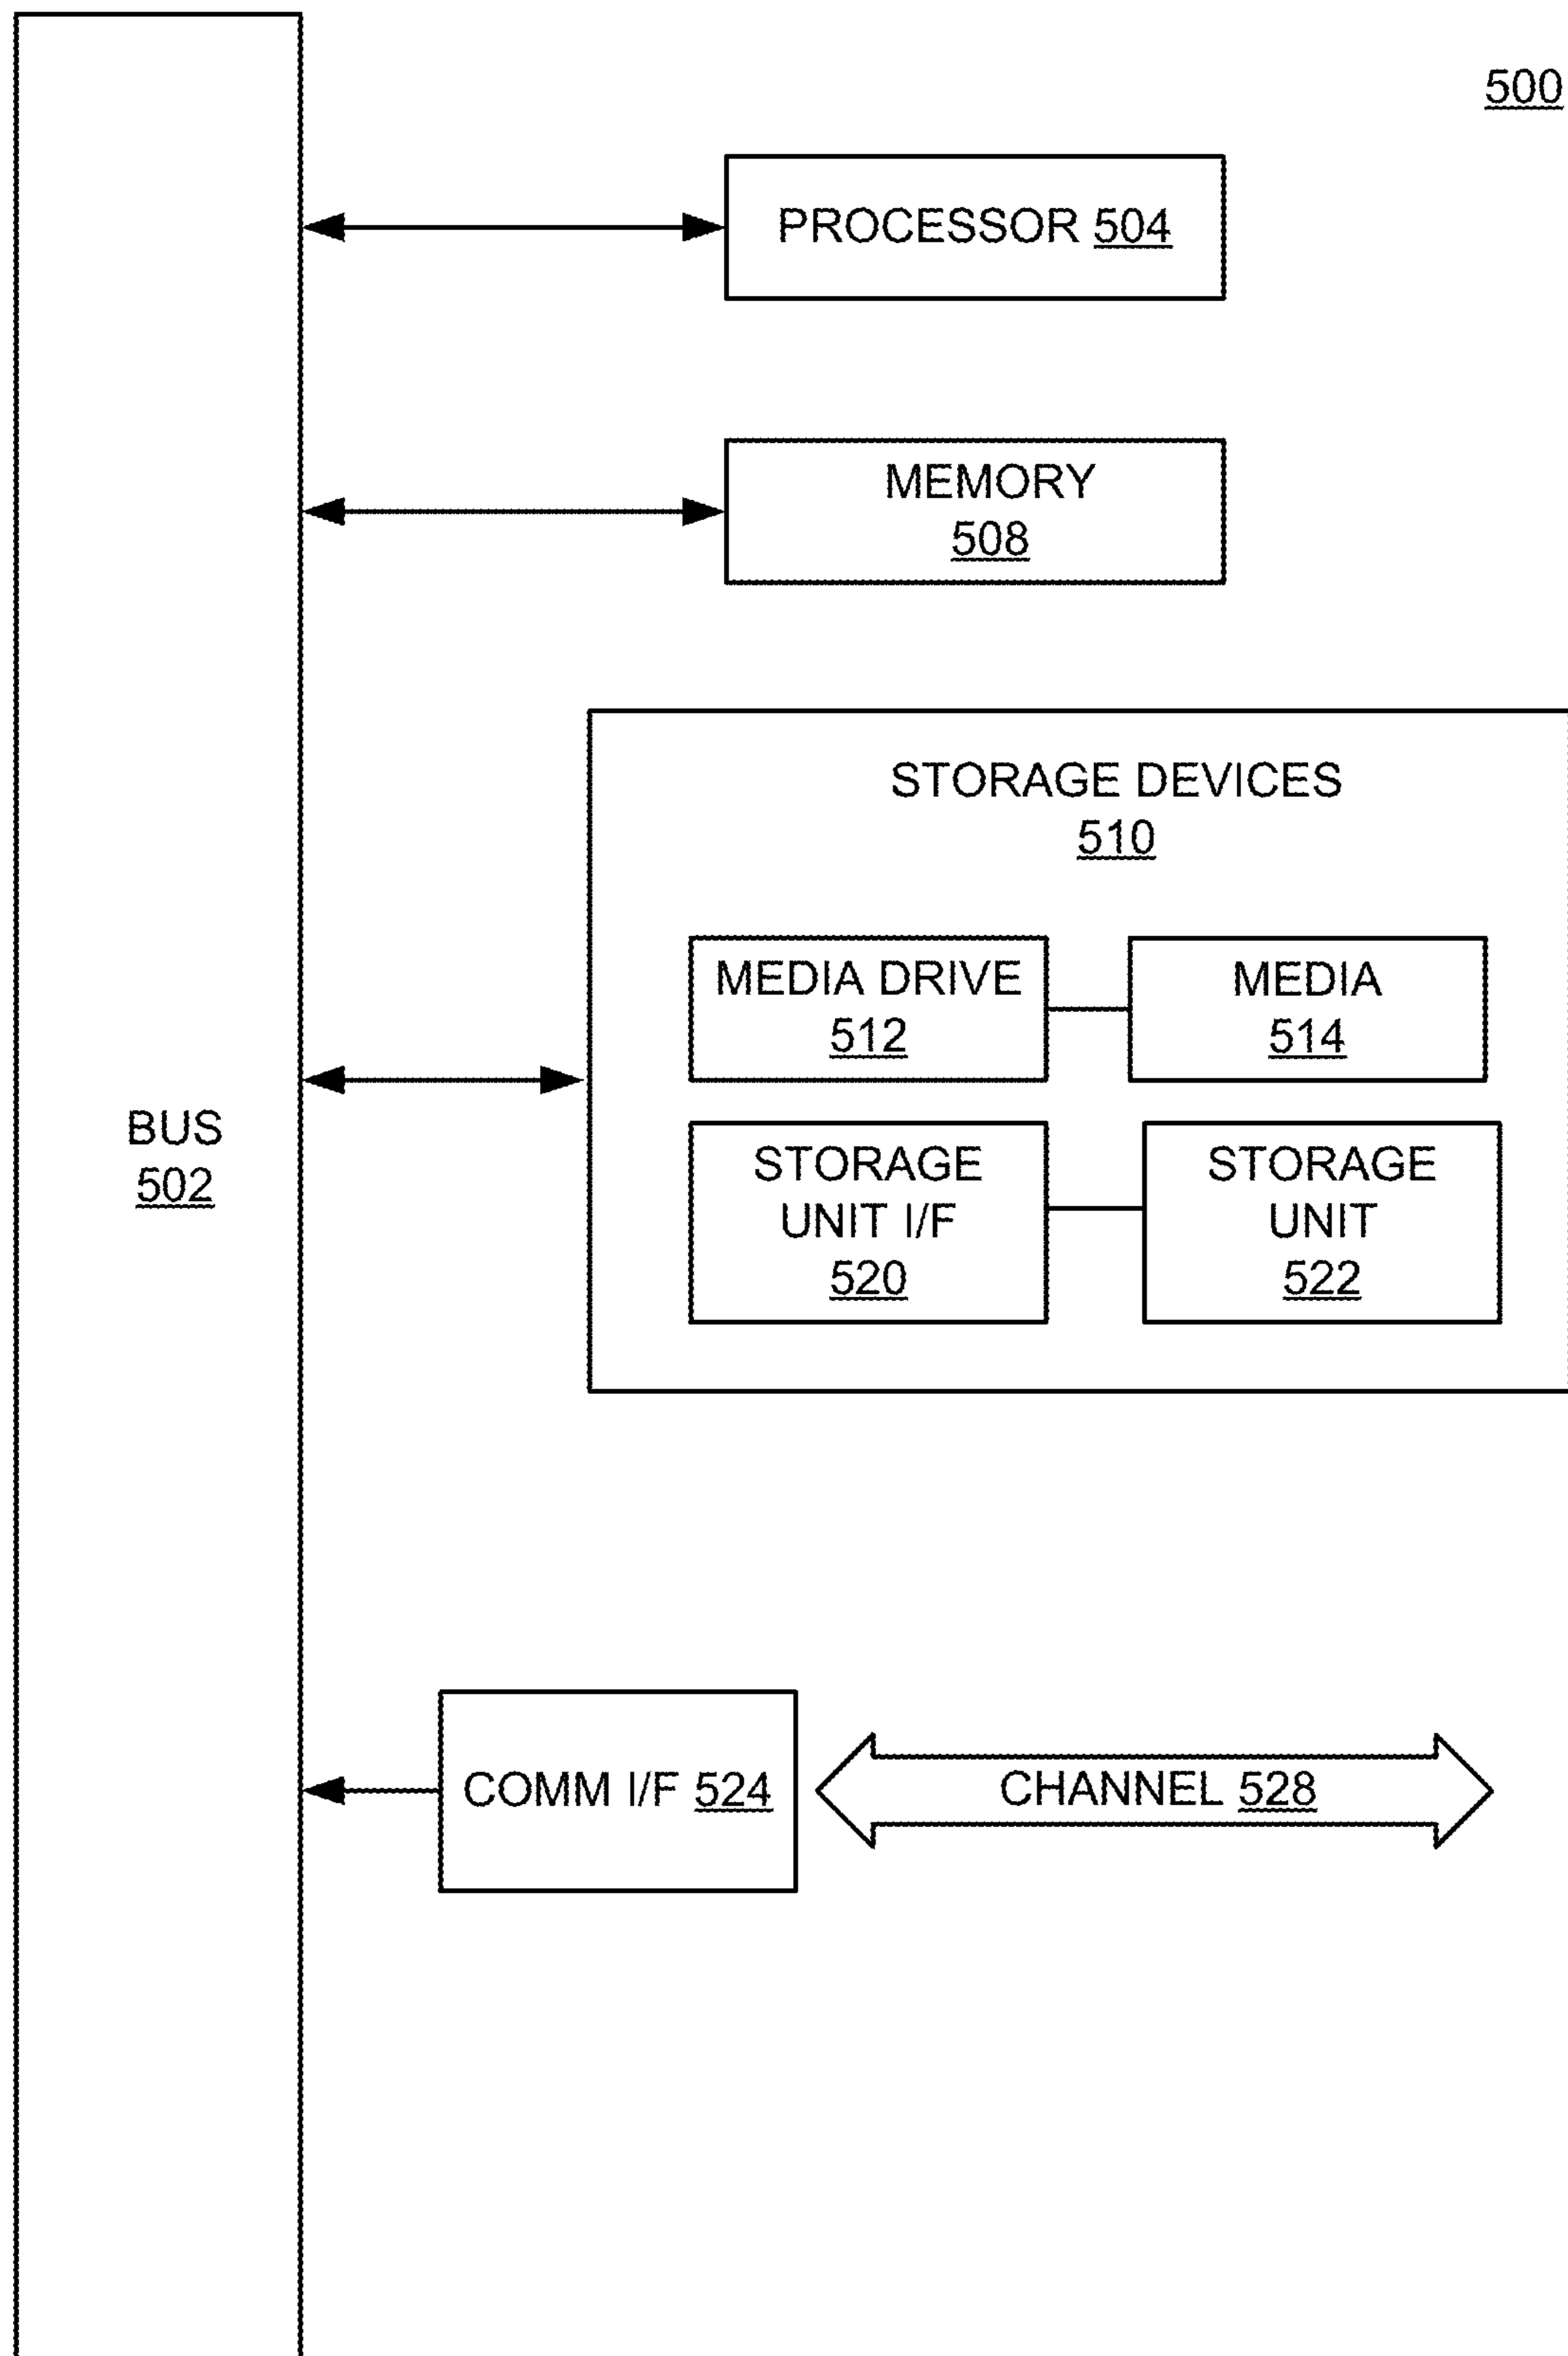 500
PROCESSOR 504
MEMORY
508
STORAGE DEVICES
510
MEDIA DRIVE
512
MEDIA
514
BUS
502
STORAGE
UNIT I/F
520
STORAGE
UNIT
522
COMM I/F 524
CHANNEL 528